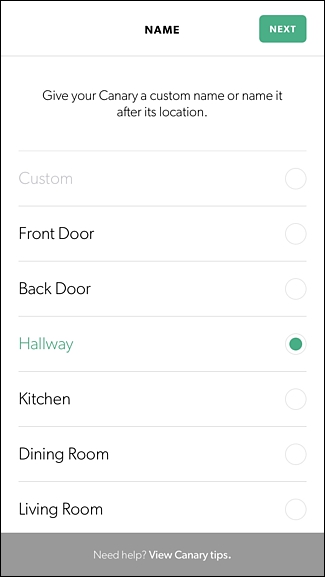 NAME
NEXT
Give your Canary a custom name or name it
after its location.
Custom
Front Door
Back Door
Hallway
Kitchen
Dining Room
Living Room
Need help? View Canary tips.